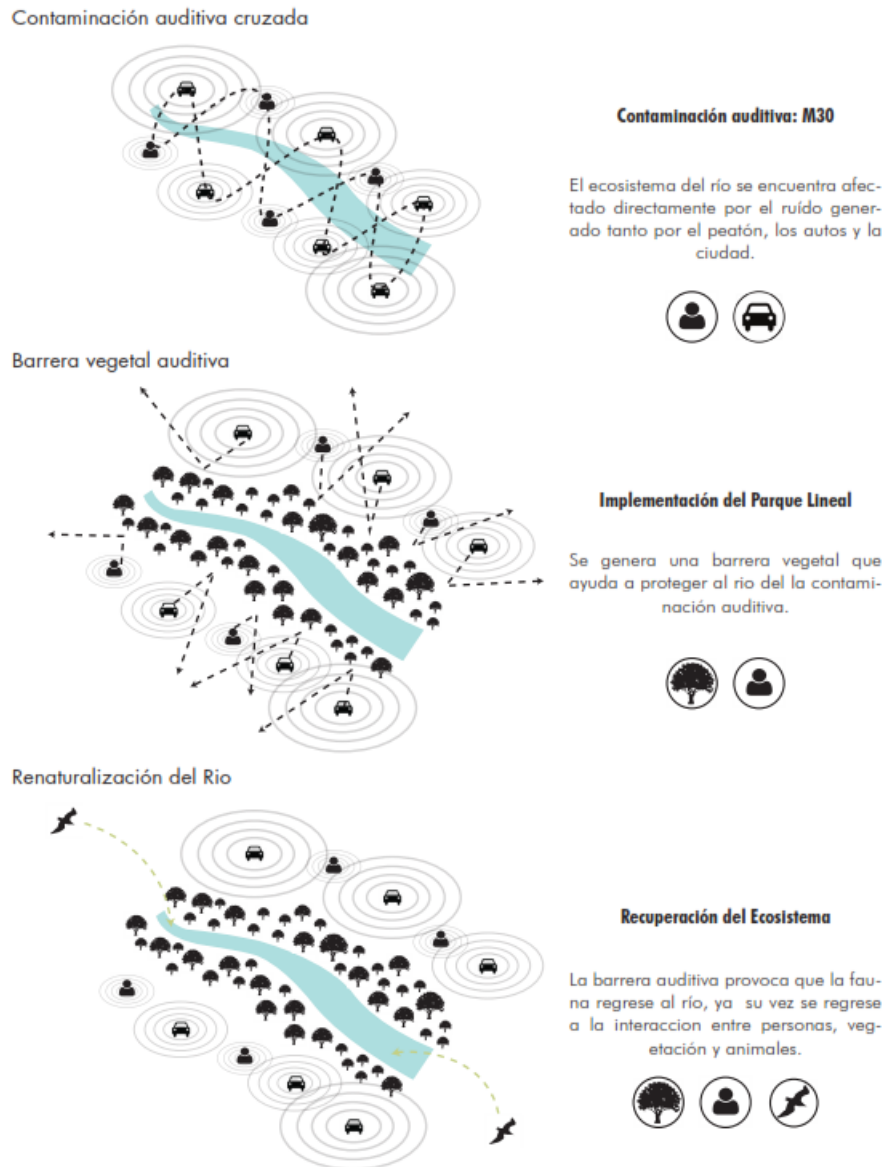 Contaminación auditiva cruzada
Contaminación auditiva: M30
El ecosistema del río se encuentra afec-
tado directamente por el ruído gener-
ado tanto por el peatón, los autos y la
ciudad.
Barrera vegetal auditiva
Implementación del Parque Lineal
Se genera una barrera vegetal que
ayuda a proteger al rio del la contami-
nación auditiva.
Renaturalización del Rio
Recuperación del Ecosistema
La barrera auditiva provoca que la fau-
na regrese al río, ya su vez se regrese
a la interaccion entre personas, veg-
etación y animales.